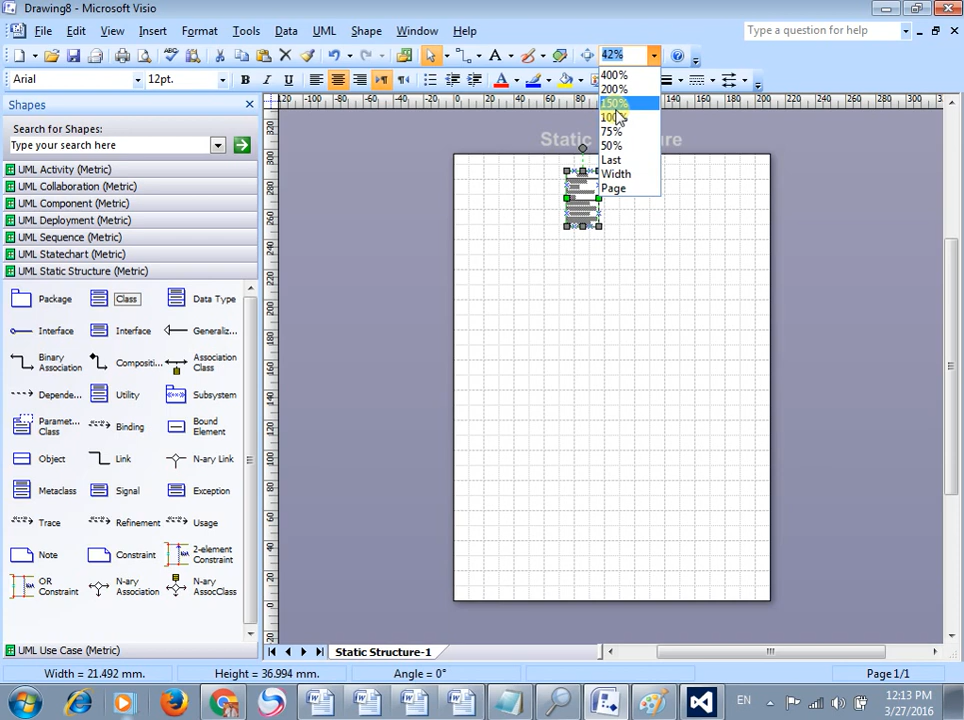 Drawing8 - Microsoft Visio
File Edit View Insert Format Tools Data UML Shape Window Help
Type a question for help
42%
Arial 12pt.
400%
200%
150%
75%
50%
Last
Width
Page
Shapes
Search for Shapes:
Type your search here
UML Activity (Metric)
UML Collaboration (Metric)
UML Component (Metric)
UML Deployment (Metric)
UML Sequence (Metric)
UML Statechart (Metric)
UML Static Structure (Metric)
Package Class Data Type
Interface Interface Generaliz...
Binary Association Compositi... Association Class
Depende... Utility Subsystem
Paramet... Class Binding Bound Element
Object Link N-ary Link
Metaclass Signal Exception
Trace Refinement Usage
Note Constraint 2-element Constraint
OR Constraint N-ary Association N-ary AssocClass
UML Use Case (Metric)
Static Structure-1
Width = 21.492 mm. Height = 36.994 mm. Angle = 0° Page 1/1
EN 12:13 PM
3/27/2016